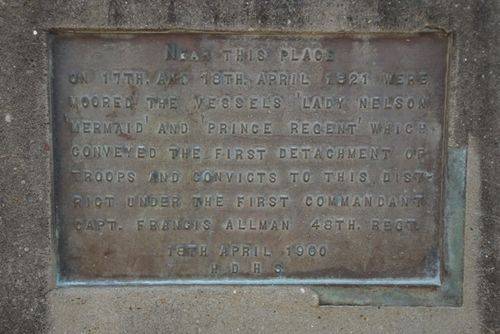 NEAR THIS PLACE
ON 17TH. AND 18TH. APRIL 1821 WERE
MOORED THE VESSELS 'LADY NELSON'
'MERMAID' AND 'PRINCE REGENT' WHICH
CONVEYED THE FIRST DETACHMENT OF
TROOPS AND CONVICTS TO THIS DIST-
RICT UNDER THE FIRST COMMANDANT
CAPT. FRANCIS ALLMAN 48TH. REGT.
18TH APRIL 1960
H D H S